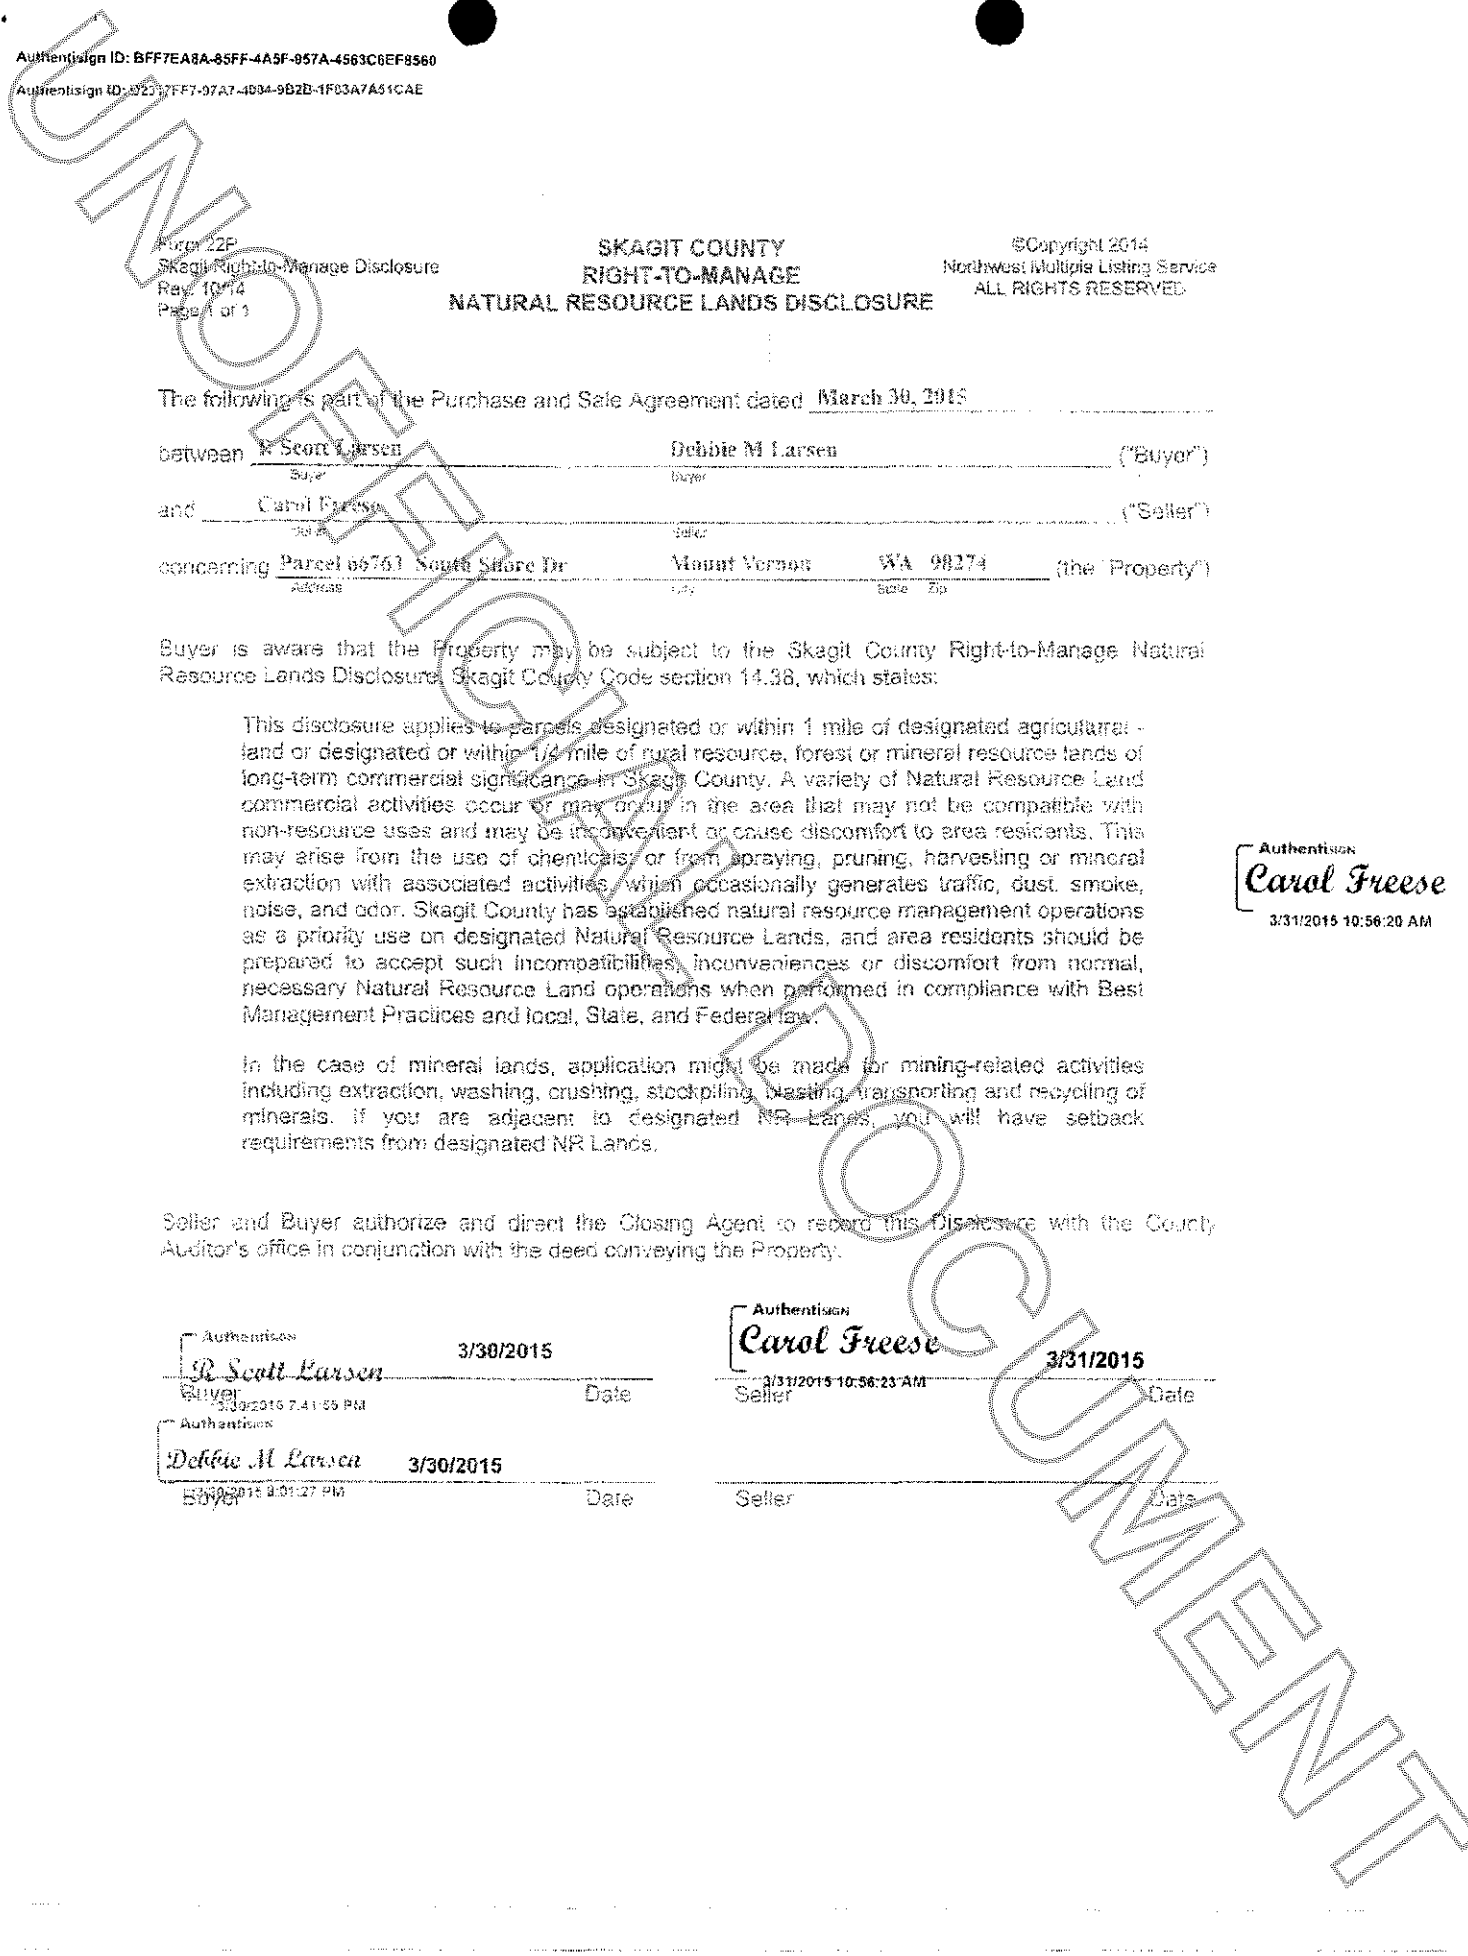 Authentisign ID: BFF7EA8A-85FF-4A5F-957A-4563C6EF8560
Authentisign ID:
UNOFFICIAL DOCUMENT
Form 22P
Skagit Right-to-Manage Disclosure
Rev. 10/14
Page 1 of 1
SKAGIT COUNTY
RIGHT-TO-MANAGE
NATURAL RESOURCE LANDS DISCLOSURE
©Copyright 2014
Northwest Multiple Listing Service
ALL RIGHTS RESERVED
The following is part of the Purchase and Sale Agreement dated March 30, 2015
between R Scott Larsen Debbie M Larsen ("Buyer")
Buyer Buyer
and Carol Freese ("Seller")
Seller Seller
concerning Parcel 66763 South Shore Dr Mount Vernon WA 98274 (the "Property")
Address City State Zip
Buyer is aware that the Property may be subject to the Skagit County Right-to-Manage Natural
Resource Lands Disclosure, Skagit County Code section 14.38, which states:
This disclosure applies to parcels designated or within 1 mile of designated agricultural -
land or designated or within 1/4 mile of rural resource, forest or mineral resource lands of
long-term commercial significance in Skagit County. A variety of Natural Resource Land
commercial activities occur or may occur in the area that may not be compatible with
non-resource uses and may be inconvenient or cause discomfort to area residents. This
may arise from the use of chemicals; or from spraying, pruning, harvesting or mineral
extraction with associated activities, which occasionally generates traffic, dust, smoke,
noise, and odor. Skagit County has established natural resource management operations
as a priority use on designated Natural Resource Lands, and area residents should be
prepared to accept such incompatibilities, inconveniences or discomfort from normal,
necessary Natural Resource Land operations when performed in compliance with Best
Management Practices and local, State, and Federal law.
In the case of mineral lands, application might be made for mining-related activities
including extraction, washing, crushing, stockpiling, blasting, transporting and recycling of
minerals. If you are adjacent to designated NR Lands, you will have setback
requirements from designated NR Lands.
Authentisign
Carol Freese
3/31/2015 10:56:20 AM
Seller and Buyer authorize and direct the Closing Agent to record this Disclosure with the County
Auditor's office in conjunction with the deed conveying the Property.
Authentisign
R Scott Larsen 3/30/2015
Buyer Date
3/30/2015 7:41:55 PM
Authentisign
Carol Freese 3/31/2015
3/31/2015 10:56:23 AM
Seller Date
Authentisign
Debbie M Larsen 3/30/2015
Buyer Date
Seller Date